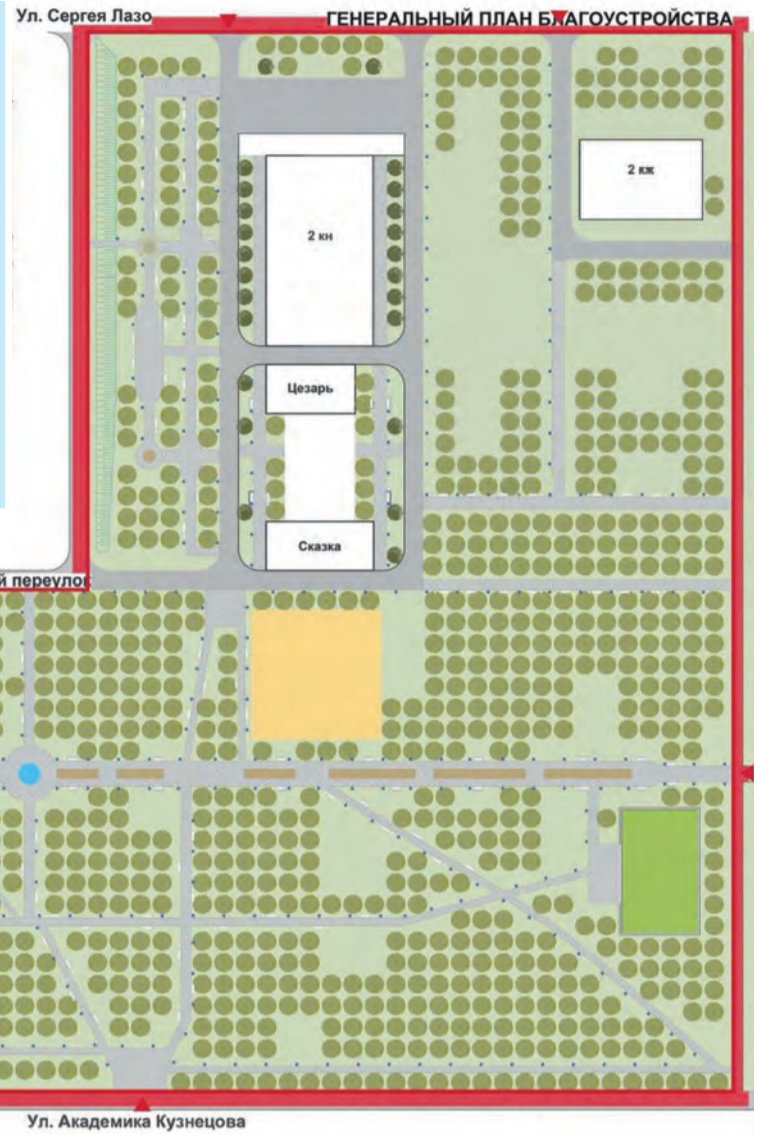 Ул. Сергея Лазо
ГЕНЕРАЛЬНЫЙ ПЛАН БЛАГОУСТРОЙСТВА
2 кж
2 кн
Цезарь
Сказка
й переулок
Ул. Академика Кузнецова